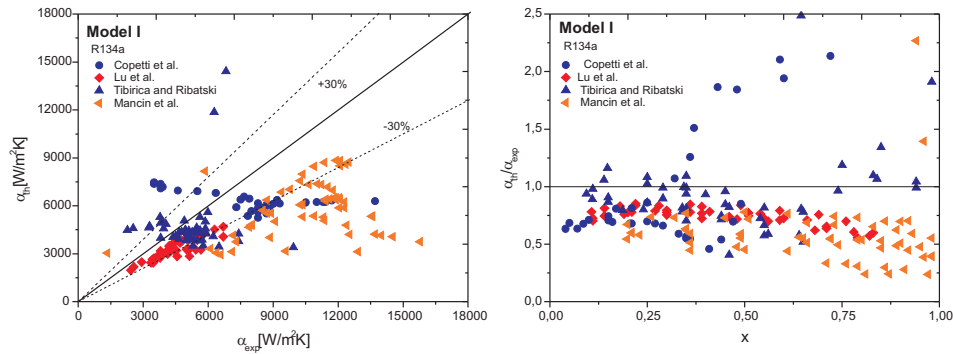 Model I
R134a
Copetti et al.
Lu et al.
Tibirica and Ribatski
Mancin et al.
+30%
-30%
18000
15000
12000
9000
6000
3000
0
0 3000 6000 9000 12000 15000 18000
α_th[W/m²K]
α_exp[W/m²K]
Model I
R134a
Copetti et al.
Lu et al.
Tibirica and Ribatski
Mancin et al.
2,5
2,0
1,5
1,0
0,5
0,0
0,00 0,25 0,50 0,75 1,00
α_th/α_exp
x